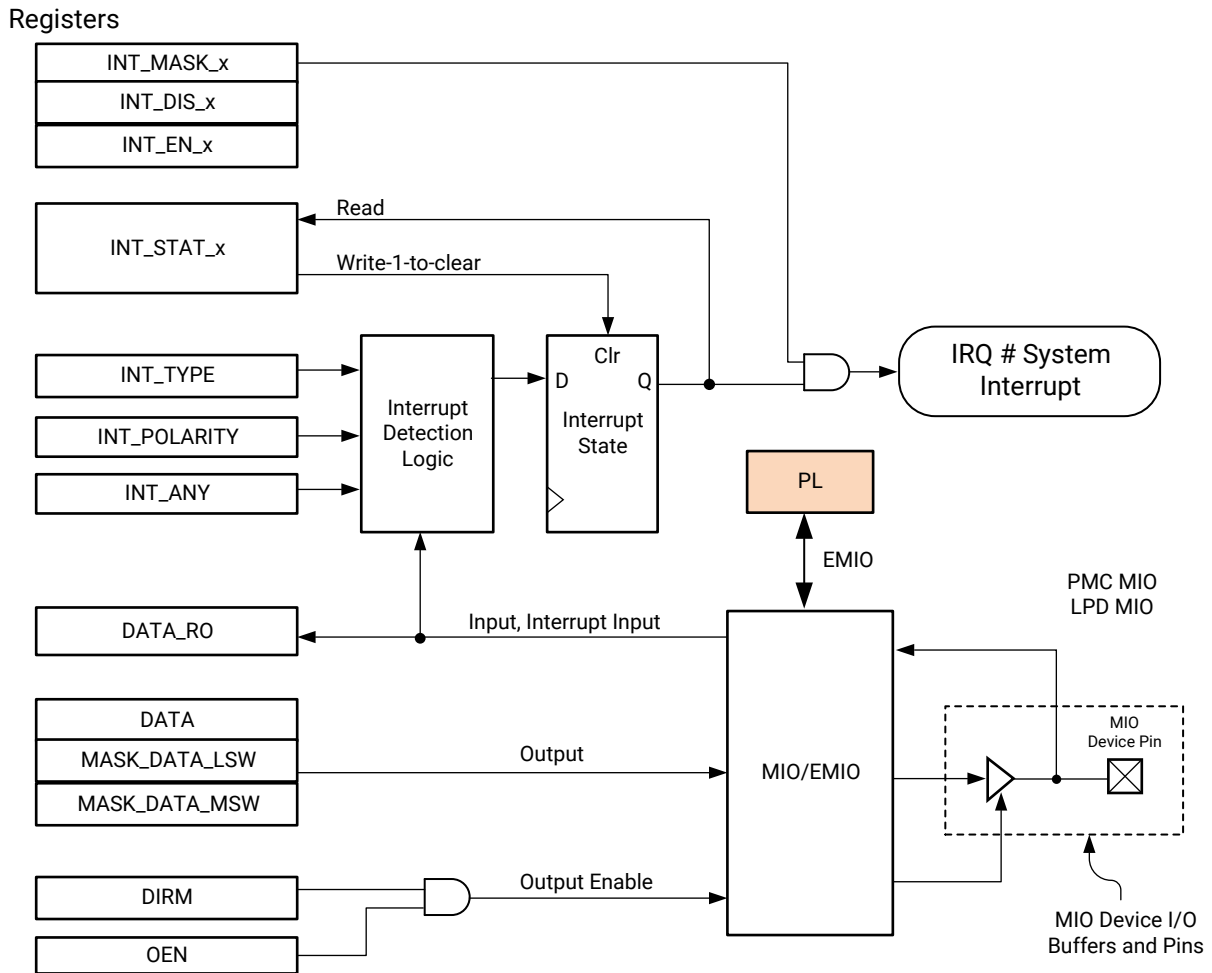 Registers
INT_MASK_x
INT_DIS_x
INT_EN_x
Read
INT_STAT_x
Write-1-to-clear
Clr
IRQ # System
Interrupt
INT_TYPE
D
Q
Interrupt
Detection
Logic
Interrupt
State
INT_POLARITY
INT_ANY
PL
EMIO
PMC MIO
LPD MIO
DATA_RO
Input, Interrupt Input
DATA
MASK_DATA_LSW
MASK_DATA_MSW
Output
MIO/EMIO
MIO
Device Pin
DIRM
OEN
Output Enable
MIO Device I/O
Buffers and Pins